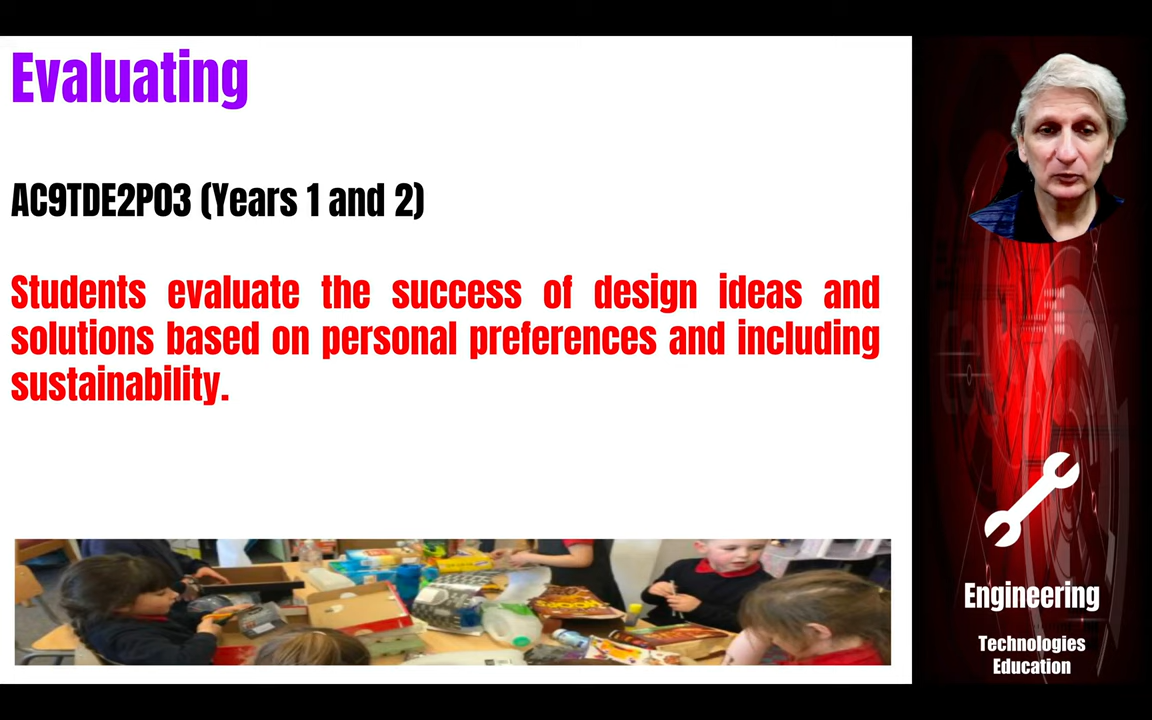 Evaluating
AC9TDE2P03 (Years 1 and 2)
Students evaluate the success of design ideas and
solutions based on personal preferences and including
sustainability.
Engineering
Technologies
Education